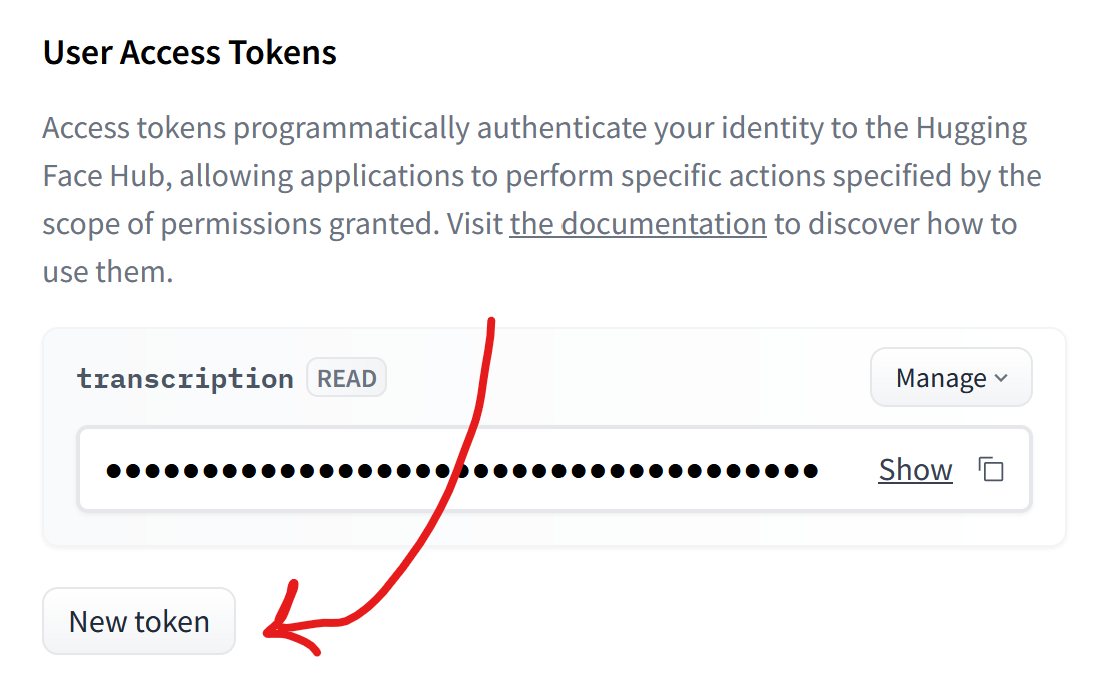 User Access Tokens
Access tokens programmatically authenticate your identity to the Hugging
Face Hub, allowing applications to perform specific actions specified by the
scope of permissions granted. Visit the documentation to discover how to
use them.
transcription READ Manage
•••••••••••••••••••••••••••••••••••••
Show
New token